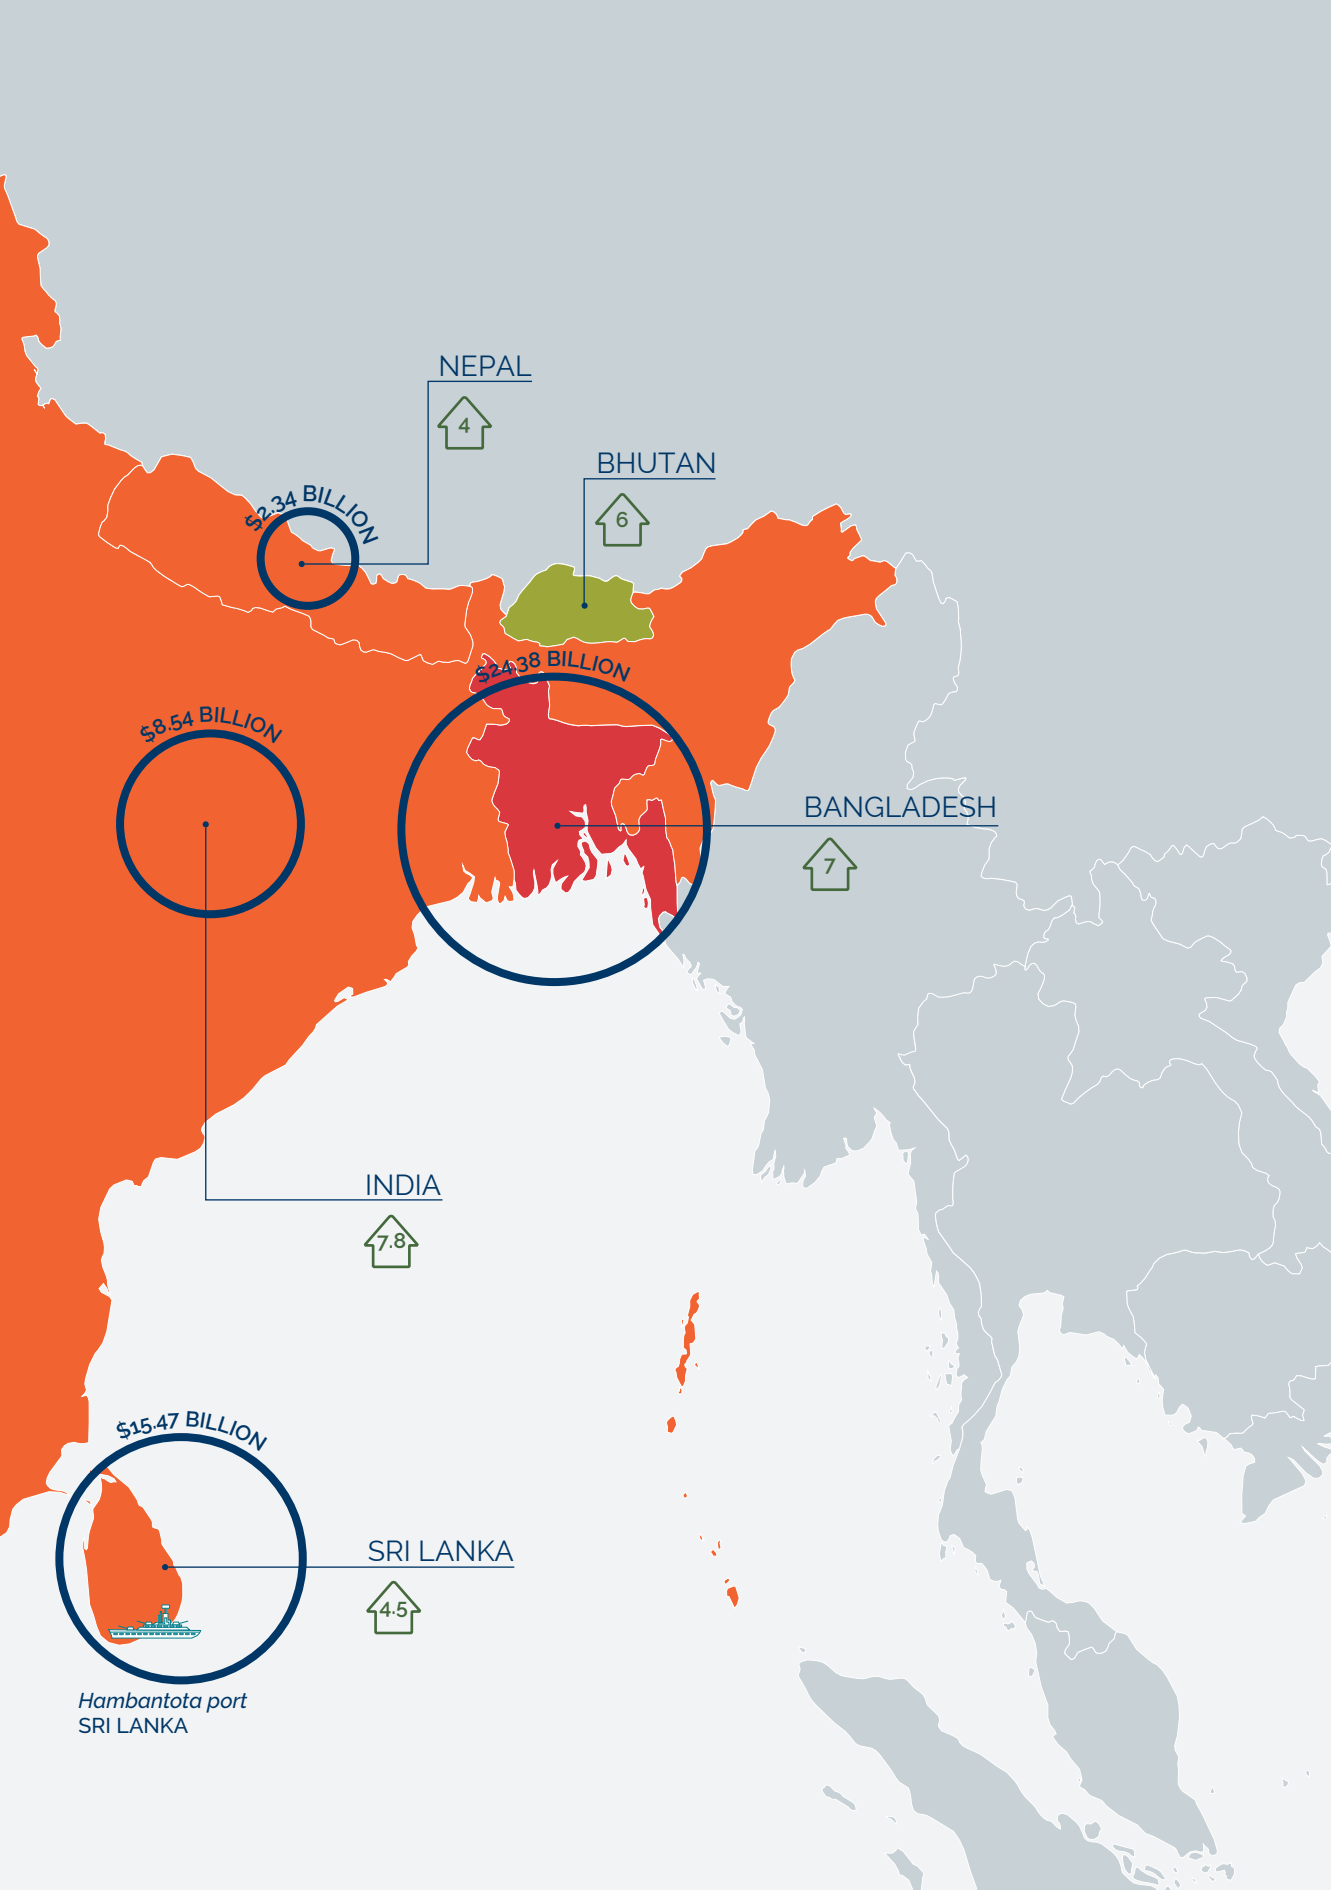 NEPAL
4
BHUTAN
6
$2.34 BILLION
$24.38 BILLION
$8.54 BILLION
BANGLADESH
7
INDIA
7.8
$15.47 BILLION
SRI LANKA
4.5
Hambantota port
SRI LANKA